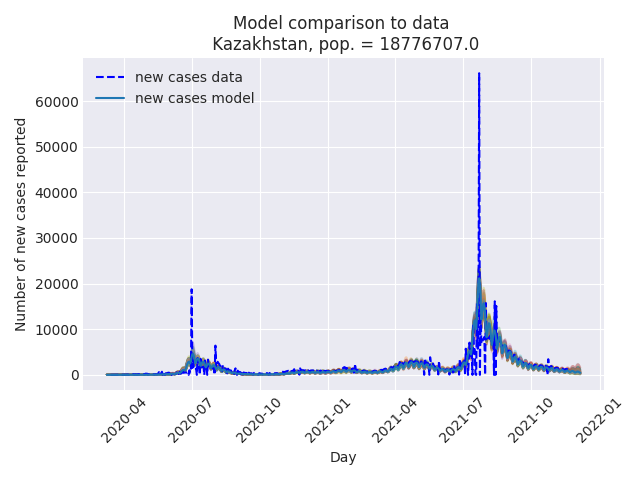 Model comparison to data
Kazakhstan, pop. = 18776707.0
new cases data
new cases model
Number of new cases reported
60000
50000
40000
30000
20000
10000
0
2020-04
2020-07
2020-10
2021-01
2021-04
2021-07
2021-10
2022-01
Day